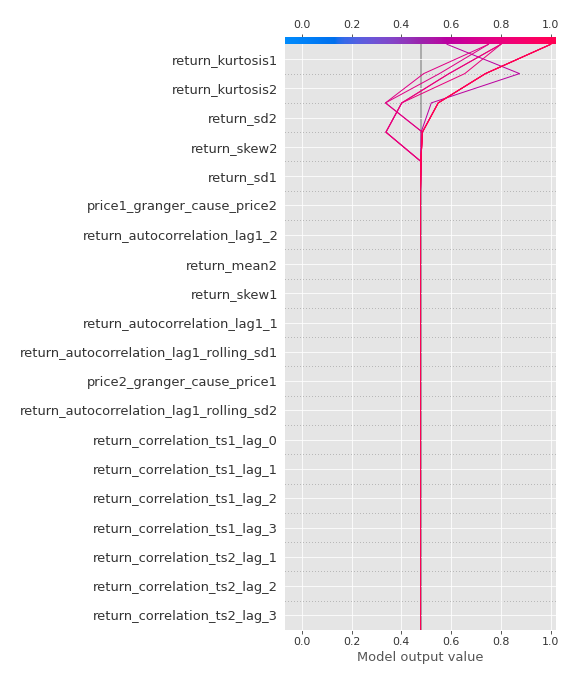 0.0 0.2 0.4 0.6 0.8 1.0
return_kurtosis1
return_kurtosis2
return_sd2
return_skew2
return_sd1
price1_granger_cause_price2
return_autocorrelation_lag1_2
return_mean2
return_skew1
return_autocorrelation_lag1_1
return_autocorrelation_lag1_rolling_sd1
price2_granger_cause_price1
return_autocorrelation_lag1_rolling_sd2
return_correlation_ts1_lag_0
return_correlation_ts1_lag_1
return_correlation_ts1_lag_2
return_correlation_ts1_lag_3
return_correlation_ts2_lag_1
return_correlation_ts2_lag_2
return_correlation_ts2_lag_3
0.0 0.2 0.4 0.6 0.8 1.0
Model output value